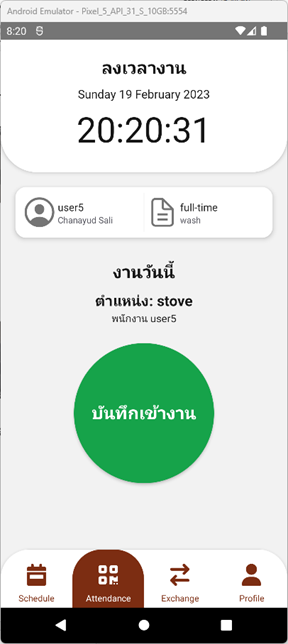 Android Emulator - Pixel_5_API_31_S_10GB:5554
8:20
ลงเวลางาน
Sunday 19 February 2023
20:20:31
user5
Chanayud Sali
full-time
wash
งานวันนี้
ตำแหน่ง: stove
พนักงาน user5
บันทึกเข้างาน
Schedule
Attendance
Exchange
Profile